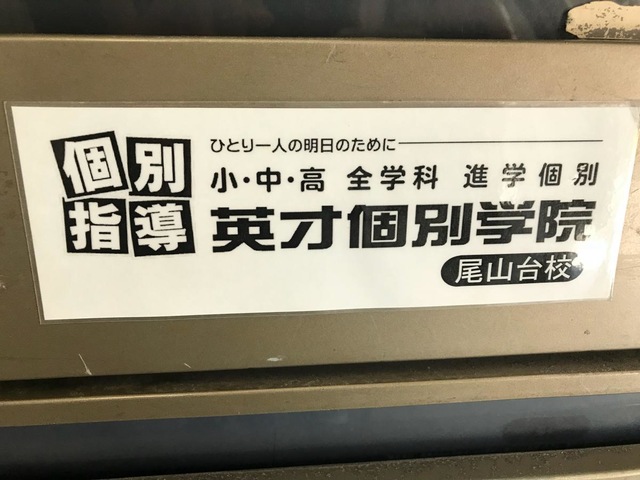 個別
指導
ひとり一人の明日のために
小・中・高 全学科 進学個別
英才個別学院
尾山台校